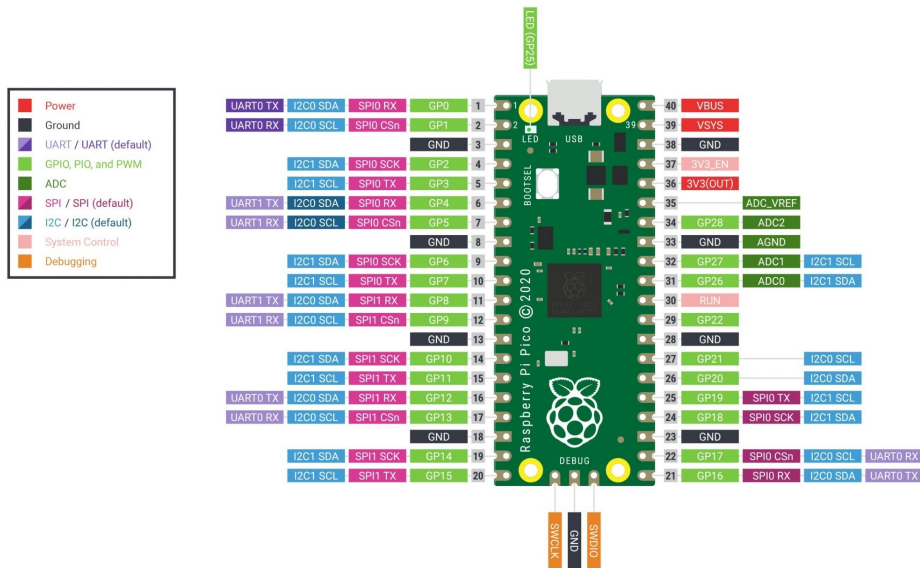 LED (GP25)
Power
Ground
UART / UART (default)
GPIO, PIO, and PWM
ADC
SPI / SPI (default)
I2C / I2C (default)
System Control
Debugging
UART0 TX I2C0 SDA SPI0 RX GP0 1
UART0 RX I2C0 SCL SPI0 CSn GP1 2
GND 3
I2C1 SDA SPI0 SCK GP2 4
I2C1 SCL SPI0 TX GP3 5
UART1 TX I2C0 SDA SPI0 RX GP4 6
UART1 RX I2C0 SCL SPI0 CSn GP5 7
GND 8
I2C1 SDA SPI0 SCK GP6 9
I2C1 SCL SPI0 TX GP7 10
UART1 TX I2C0 SDA SPI1 RX GP8 11
UART1 RX I2C0 SCL SPI1 CSn GP9 12
GND 13
I2C1 SDA SPI1 SCK GP10 14
I2C1 SCL SPI1 TX GP11 15
UART0 TX I2C0 SDA SPI1 RX GP12 16
UART0 RX I2C0 SCL SPI1 CSn GP13 17
GND 18
I2C1 SDA SPI1 SCK GP14 19
I2C1 SCL SPI1 TX GP15 20
1
2
LED
USB
39
BOOTSEL
Raspberry Pi Pico © 2020
DEBUG
40 VBUS
39 VSYS
38 GND
37 3V3_EN
36 3V3(OUT)
35 ADC_VREF
34 GP28 ADC2
33 GND AGND
32 GP27 ADC1 I2C1 SCL
31 GP26 ADC0 I2C1 SDA
30 RUN
29 GP22
28 GND
27 GP21 I2C0 SCL
26 GP20 I2C0 SDA
25 GP19 SPI0 TX I2C1 SCL
24 GP18 SPI0 SCK I2C1 SDA
23 GND
22 GP17 SPI0 CSn I2C0 SCL UART0 RX
21 GP16 SPI0 RX I2C0 SDA UART0 TX
SWCLK
GND
SWDIO